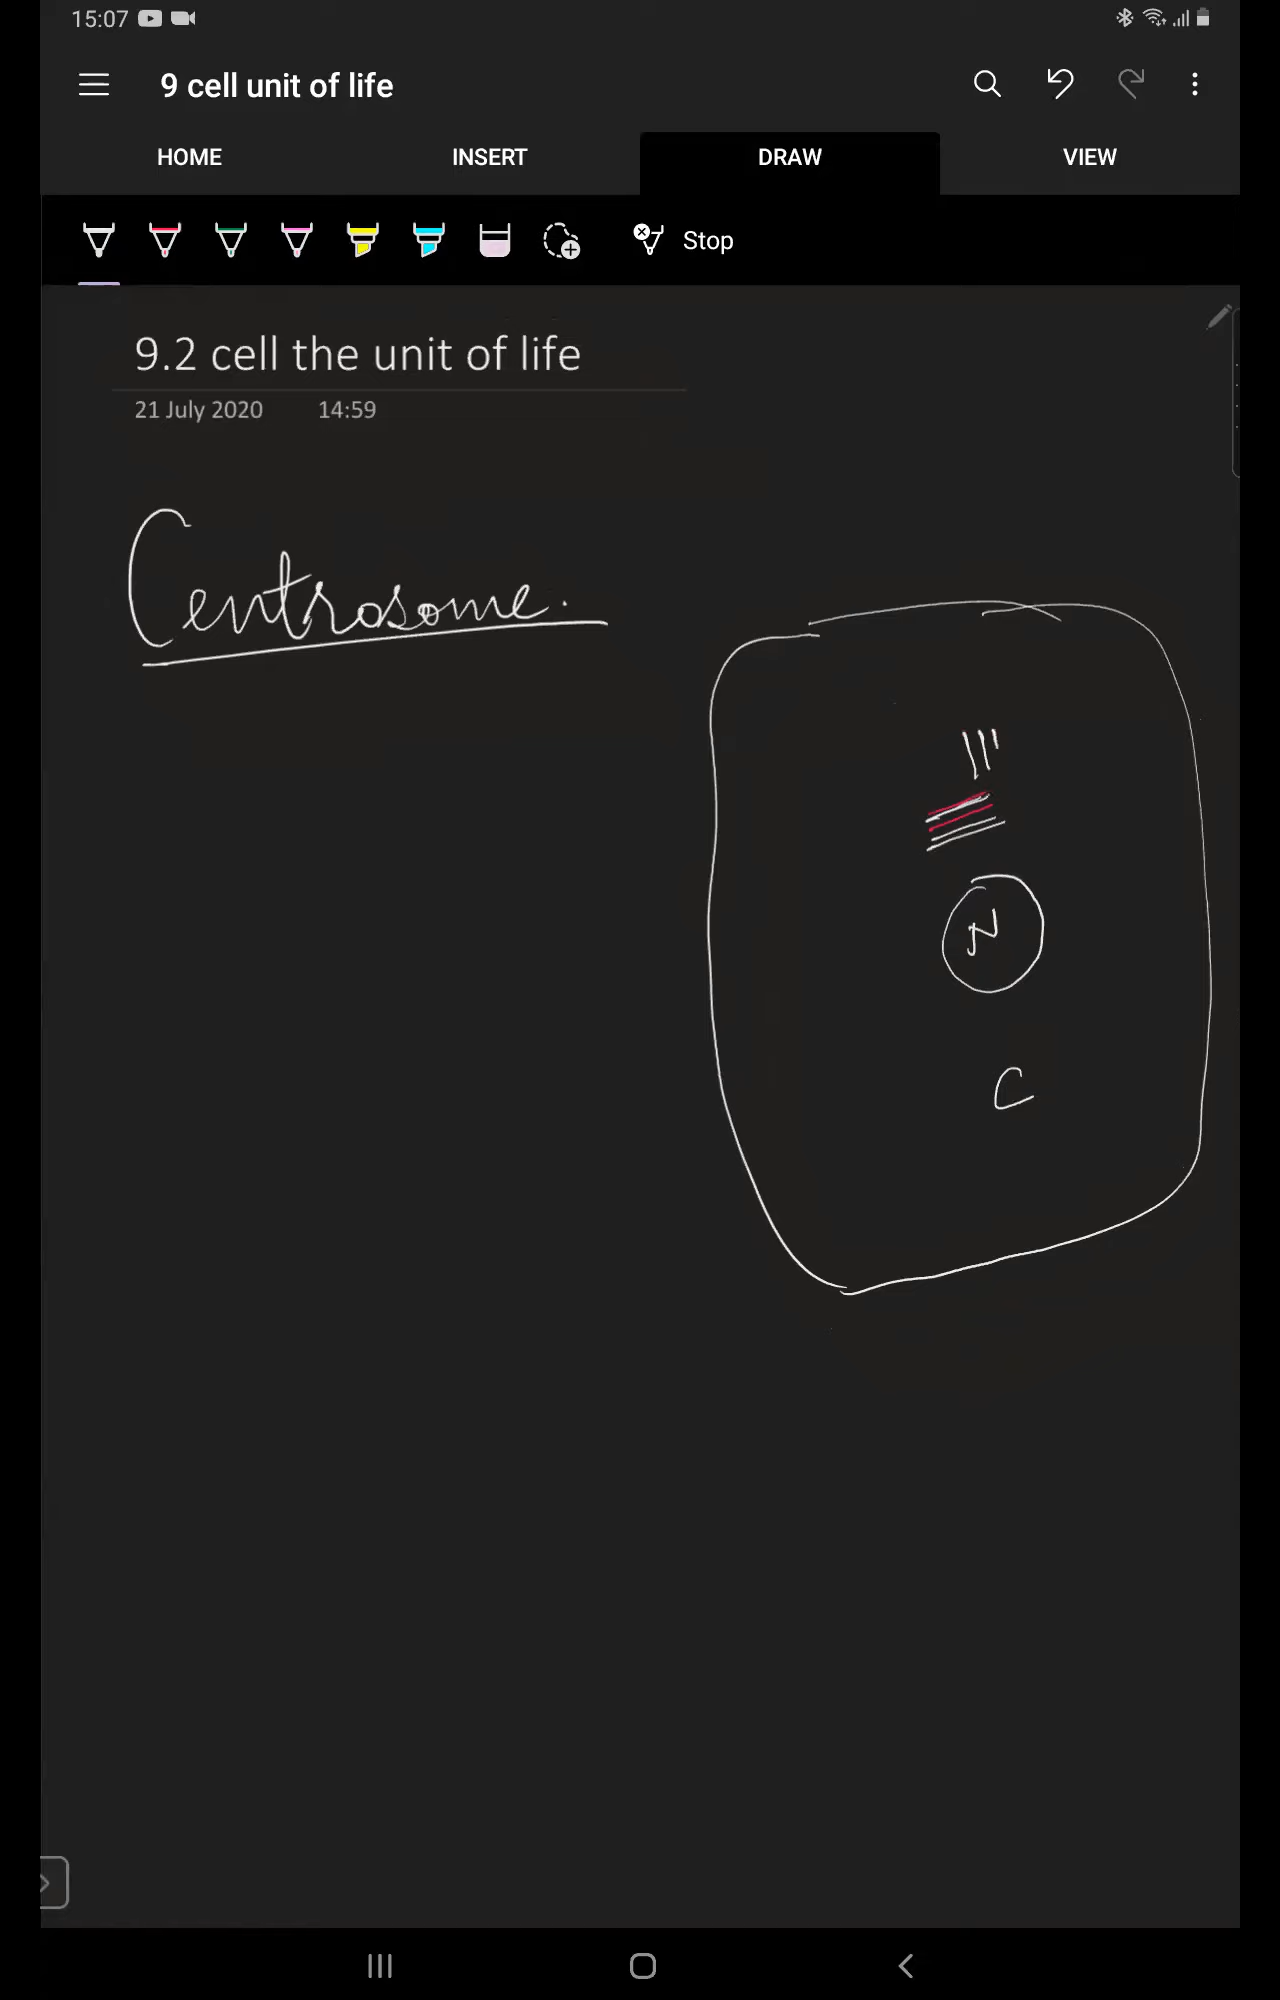 15:07
9 cell unit of life
HOME INSERT DRAW VIEW
Stop
9.2 cell the unit of life
21 July 2020 14:59
Centrosome.
N
C